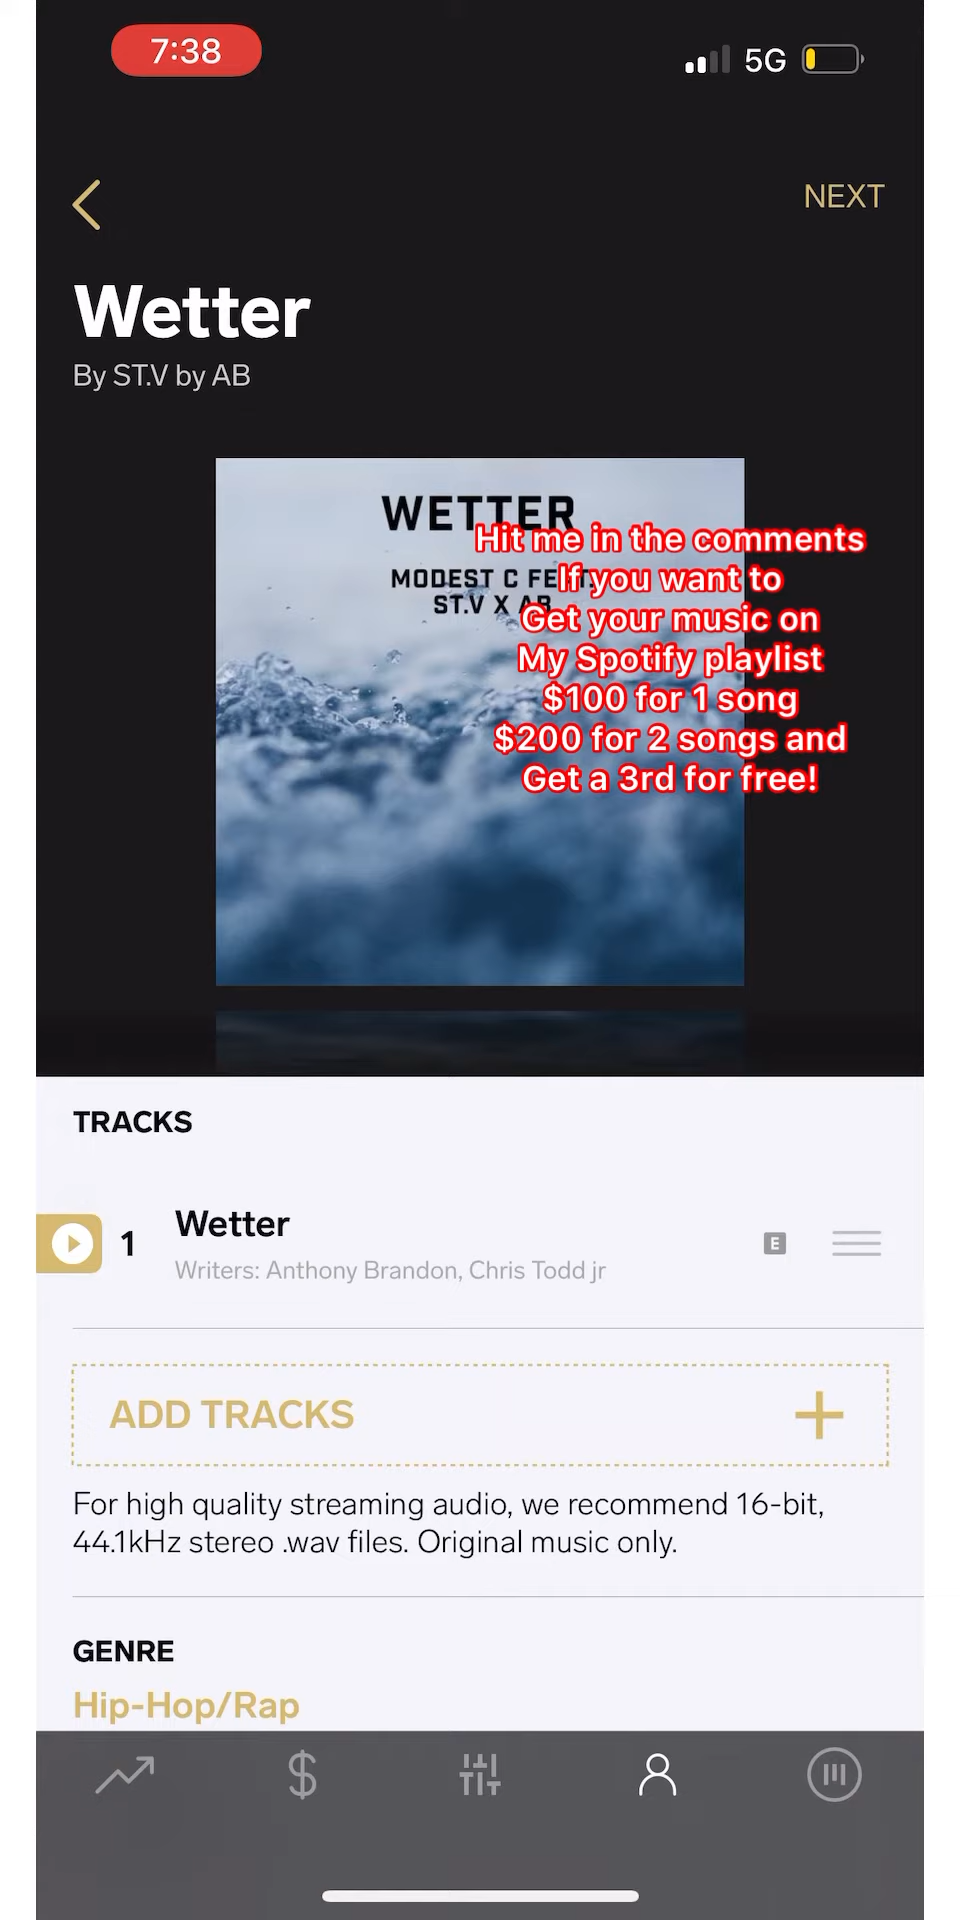 7:38
5G
NEXT
Wetter
By ST.V by AB
WETTER
Hit me in the comments
MODEST C FE
If you want to
ST.V X AB
Get your music on
My Spotify playlist
$100 for 1 song
$200 for 2 songs and
Get a 3rd for free!
TRACKS
1
Wetter
E
Writers: Anthony Brandon, Chris Todd jr
ADD TRACKS
For high quality streaming audio, we recommend 16-bit,
44.1kHz stereo .wav files. Original music only.
GENRE
Hip-Hop/Rap